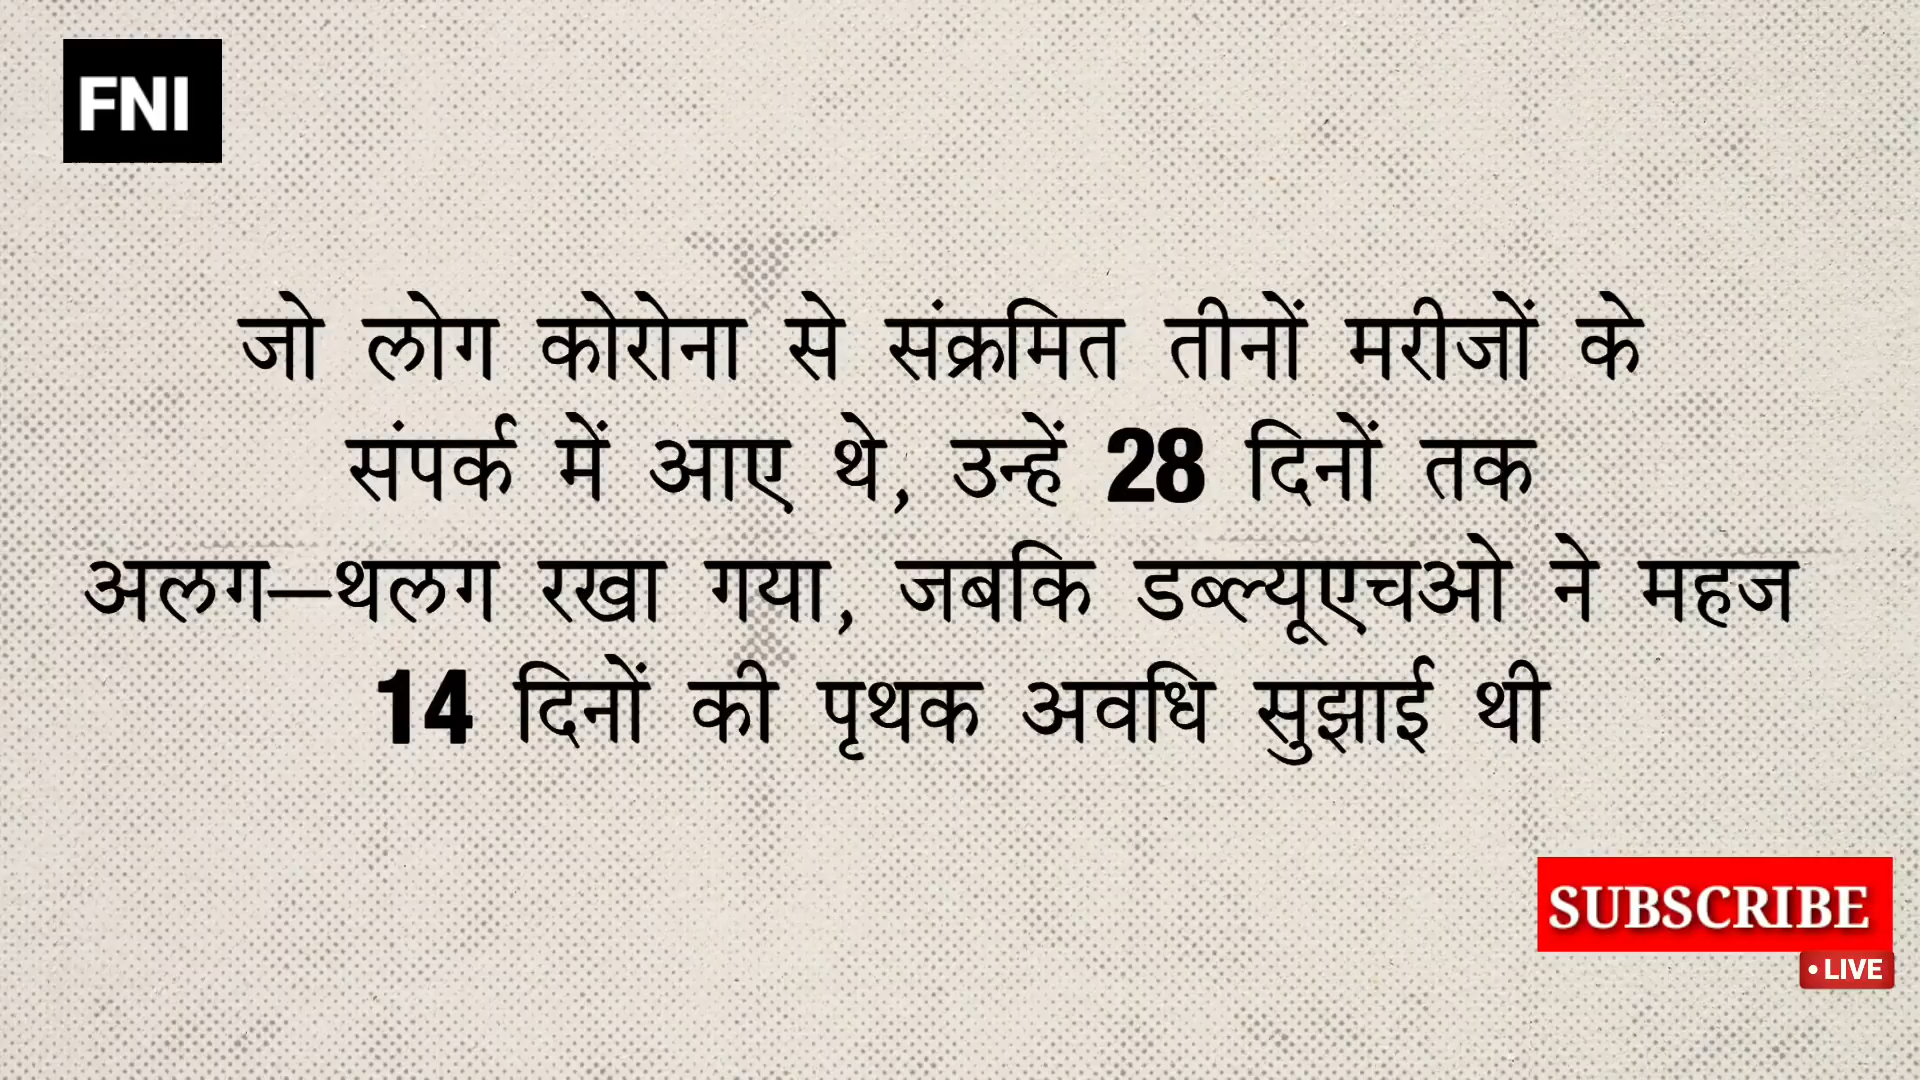 FNI
जो लोग कोरोना से संक्रमित तीनों मरीजों के
संपर्क में आए थे, उन्हें 28 दिनों तक
अलग–थलग रखा गया, जबकि डब्ल्यूएचओ ने महज
14 दिनों की पृथक अवधि सुझाई थी
SUBSCRIBE
• LIVE